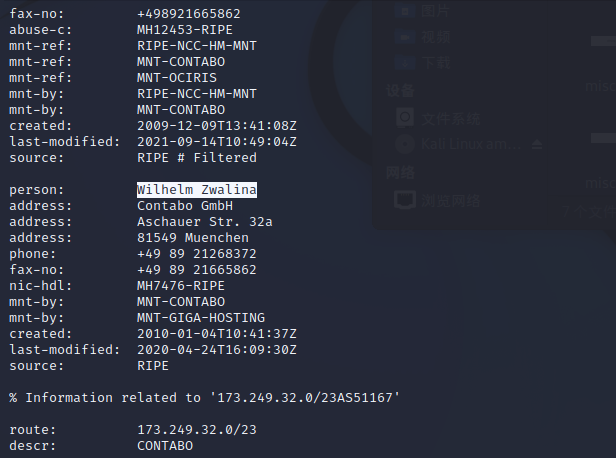 fax-no: +498921665862
abuse-c: MH12453-RIPE
mnt-ref: RIPE-NCC-HM-MNT
mnt-ref: MNT-CONTABO
mnt-ref: MNT-OCIRIS
mnt-by: RIPE-NCC-HM-MNT
mnt-by: MNT-CONTABO
created: 2009-12-09T13:41:08Z
last-modified: 2021-09-14T10:49:04Z
source: RIPE # Filtered
person: Wilhelm Zwalina
address: Contabo GmbH
address: Aschauer Str. 32a
address: 81549 Muenchen
phone: +49 89 21268372
fax-no: +49 89 21665862
nic-hdl: MH7476-RIPE
mnt-by: MNT-CONTABO
mnt-by: MNT-GIGA-HOSTING
created: 2010-01-04T10:41:37Z
last-modified: 2020-04-24T16:09:30Z
source: RIPE
% Information related to '173.249.32.0/23AS51167'
route: 173.249.32.0/23
descr: CONTABO
图片
视频
下载
设备
文件系统
Kali Linux am...
网络
浏览网络
misc
misc